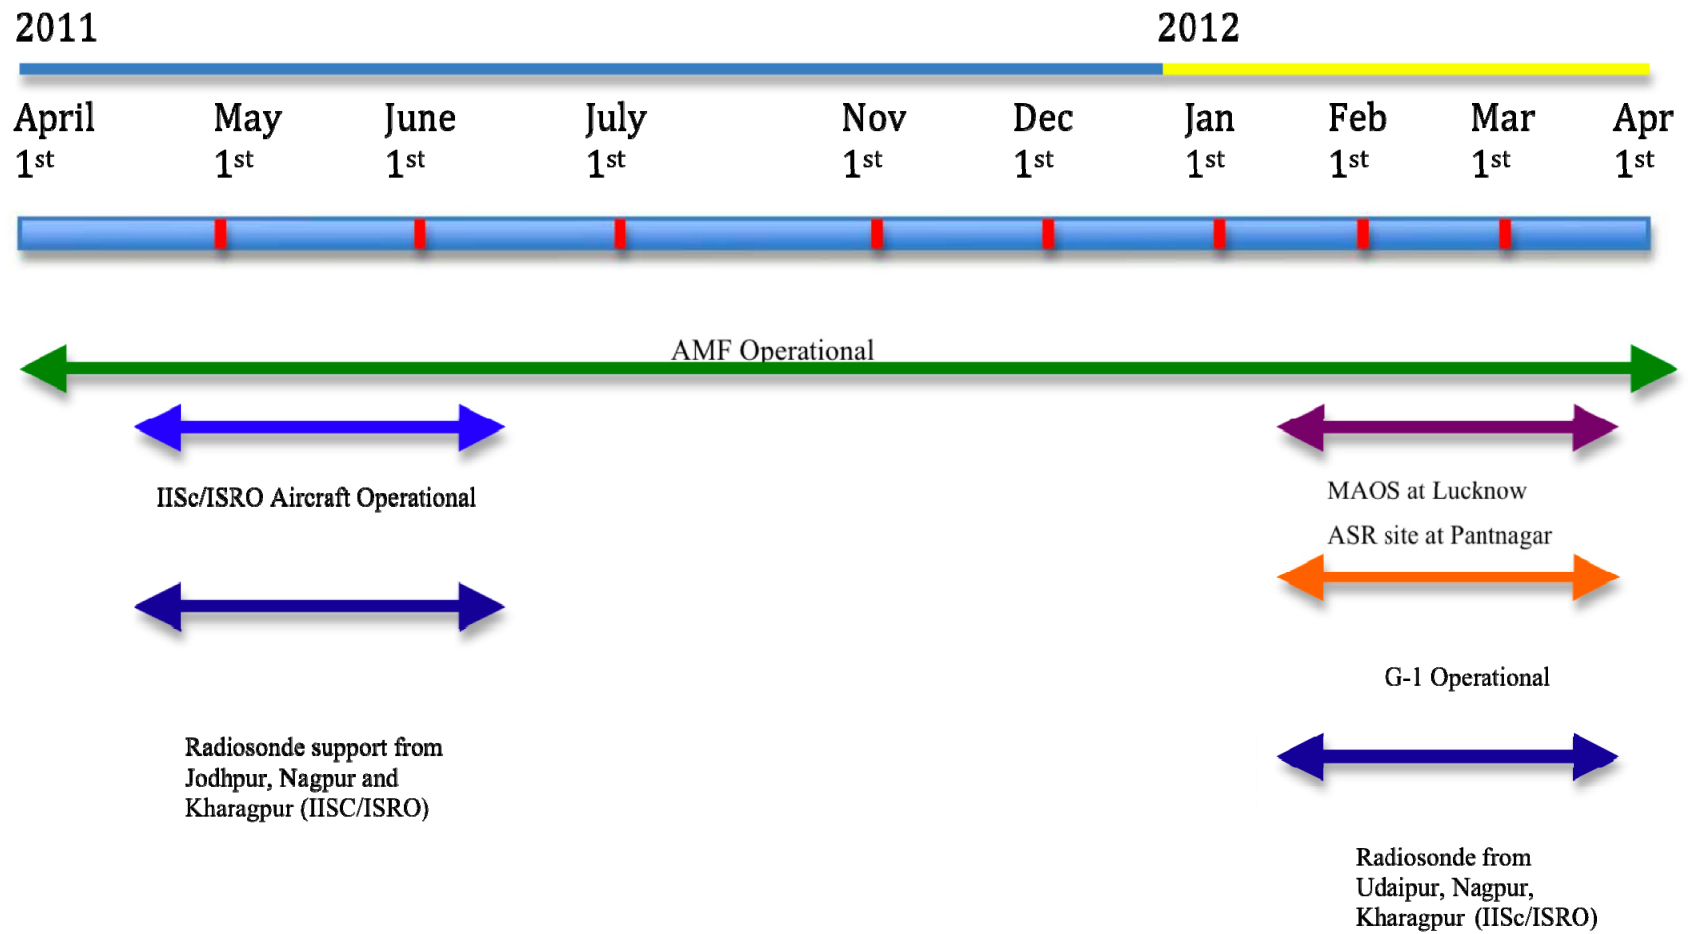 2011 2012
April May June July Nov Dec Jan Feb Mar Apr
1st 1st 1st 1st 1st 1st 1st 1st 1st 1st
AMF Operational
IISc/ISRO Aircraft Operational
MAOS at Lucknow
ASR site at Pantnagar
G-1 Operational
Radiosonde support from
Jodhpur, Nagpur and
Kharagpur (IISC/ISRO)
Radiosonde from
Udaipur, Nagpur,
Kharagpur (IISc/ISRO)